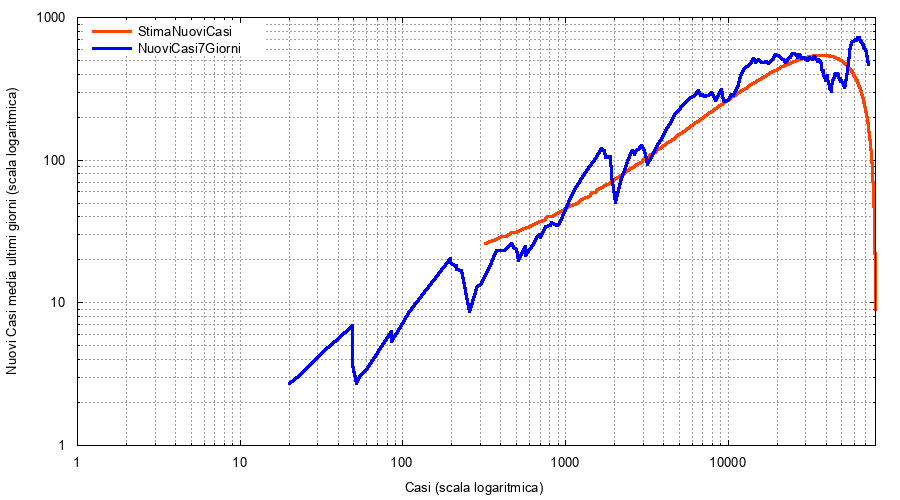 1000
100
10
1
StimaNuoviCasi
NuoviCasi7Giorni
Nuovi Casi media ultimi giorni (scala logaritmica)
1 10 100 1000 10000
Casi (scala logaritmica)